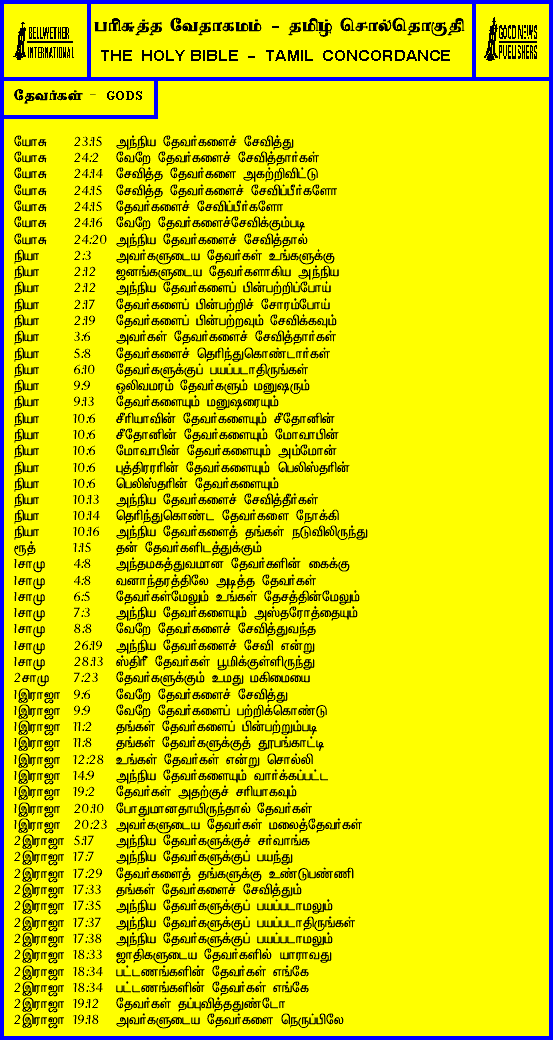 BELLWETHER
INTERNATIONAL
பரிசுத்த வேதாகமம் - தமிழ் சொல்தொகுதி
THE HOLY BIBLE - TAMIL CONCORDANCE
GOOD NEWS
PUBLISHERS
தேவர்கள் - GODS
யோசு 23:15 அந்நிய தேவர்களைச் சேவித்து
யோசு 24:2 வேறே தேவர்களைச் சேவித்தார்கள்
யோசு 24:14 சேவித்த தேவர்களை அகற்றிவிட்டு
யோசு 24:15 சேவித்த தேவர்களைச் சேவிப்பீர்களோ
யோசு 24:15 தேவர்களைச் சேவிப்பீர்களோ
யோசு 24:16 வேறே தேவர்களைச்சேவிக்கும்படி
யோசு 24:20 அந்நிய தேவர்களைச் சேவித்தால்
நியா 2:3 அவர்களுடைய தேவர்கள் உங்களுக்கு
நியா 2:12 ஜனங்களுடைய தேவர்களாகிய அந்நிய
நியா 2:12 அந்நிய தேவர்களைப் பின்பற்றிப்போய்
நியா 2:17 தேவர்களைப் பின்பற்றிச் சோரம்போய்
நியா 2:19 தேவர்களைப் பின்பற்றவும் சேவிக்கவும்
நியா 3:6 அவர்கள் தேவர்களைச் சேவித்தார்கள்
நியா 5:8 தேவர்களைச் தெரிந்துகொண்டார்கள்
நியா 6:10 தேவர்களுக்குப் பயப்படாதிருங்கள்
நியா 9:9 ஒலிவமரம் தேவர்களும் மனுஷரும்
நியா 9:13 தேவர்களையும் மனுஷரையும்
நியா 10:6 சீரியாவின் தேவர்களையும் சீதோனின்
நியா 10:6 சீதோனின் தேவர்களையும் மோவாபின்
நியா 10:6 மோவாபின் தேவர்களையும் அம்மோன்
நியா 10:6 புத்திரரரின் தேவர்களையும் பெலிஸ்தரின்
நியா 10:6 பெலிஸ்தரின் தேவர்களையும்
நியா 10:13 அந்நிய தேவர்களைச் சேவித்தீர்கள்
நியா 10:14 தெரிந்துகொண்ட தேவர்களை நோக்கி
நியா 10:16 அந்நிய தேவர்களைத் தங்கள் நடுவிலிருந்து
ரூத் 1:15 தன் தேவர்களிடத்துக்கும்
1சாமு 4:8 அந்தமகத்துவமான தேவர்களின் கைக்கு
1சாமு 4:8 வனாந்தரத்திலே அடித்த தேவர்கள்
1சாமு 6:5 தேவர்கள்மேலும் உங்கள் தேசத்தின்மேலும்
1சாமு 7:3 அந்நிய தேவர்களையும் அஸ்தரோத்தையும்
1சாமு 8:8 வேறே தேவர்களைச் சேவித்துவந்த
1சாமு 26:19 அந்நிய தேவர்களைச் சேவி என்று
1சாமு 28:13 ஸ்திரீ தேவர்கள் பூமிக்குள்ளிருந்து
2சாமு 7:23 தேவர்களுக்கும் உமது மகிமையை
1இராஜா 9:6 வேறே தேவர்களைச் சேவித்து
1இராஜா 9:9 வேறே தேவர்களைப் பற்றிக்கொண்டு
1இராஜா 11:2 தங்கள் தேவர்களைப் பின்பற்றும்படி
1இராஜா 11:8 தங்கள் தேவர்களுக்குத் தூபங்காட்டி
1இராஜா 12:28 உங்கள் தேவர்கள் என்று சொல்லி
1இராஜா 14:9 அந்நிய தேவர்களையும் வார்க்கப்பட்ட
1இராஜா 19:2 தேவர்கள் அதற்குச் சரியாகவும்
1இராஜா 20:10 போதுமானதாயிருந்தால் தேவர்கள்
1இராஜா 20:23 அவர்களுடைய தேவர்கள் மலைத்தேவர்கள்
2இராஜா 5:17 அந்நிய தேவர்களுக்குச் சர்வாங்க
2இராஜா 17:7 அந்நிய தேவர்களுக்குப் பயந்து
2இராஜா 17:29 தேவர்களைத் தங்களுக்கு உண்டுபண்ணி
2இராஜா 17:33 தங்கள் தேவர்களைச் சேவித்தும்
2இராஜா 17:35 அந்நிய தேவர்களுக்குப் பயப்படாமலும்
2இராஜா 17:37 அந்நிய தேவர்களுக்குப் பயப்படாதிருங்கள்
2இராஜா 17:38 அந்நிய தேவர்களுக்குப் பயப்படாமலும்
2இராஜா 18:33 ஜாதிகளுடைய தேவர்களில் யாராவது
2இராஜா 18:34 பட்டணங்களின் தேவர்கள் எங்கே
2இராஜா 18:34 பட்டணங்களின் தேவர்கள் எங்கே
2இராஜா 19:12 தேவர்கள் தப்புவித்ததுண்டோ
2இராஜா 19:18 அவர்களுடைய தேவர்களை நெருப்பிலே